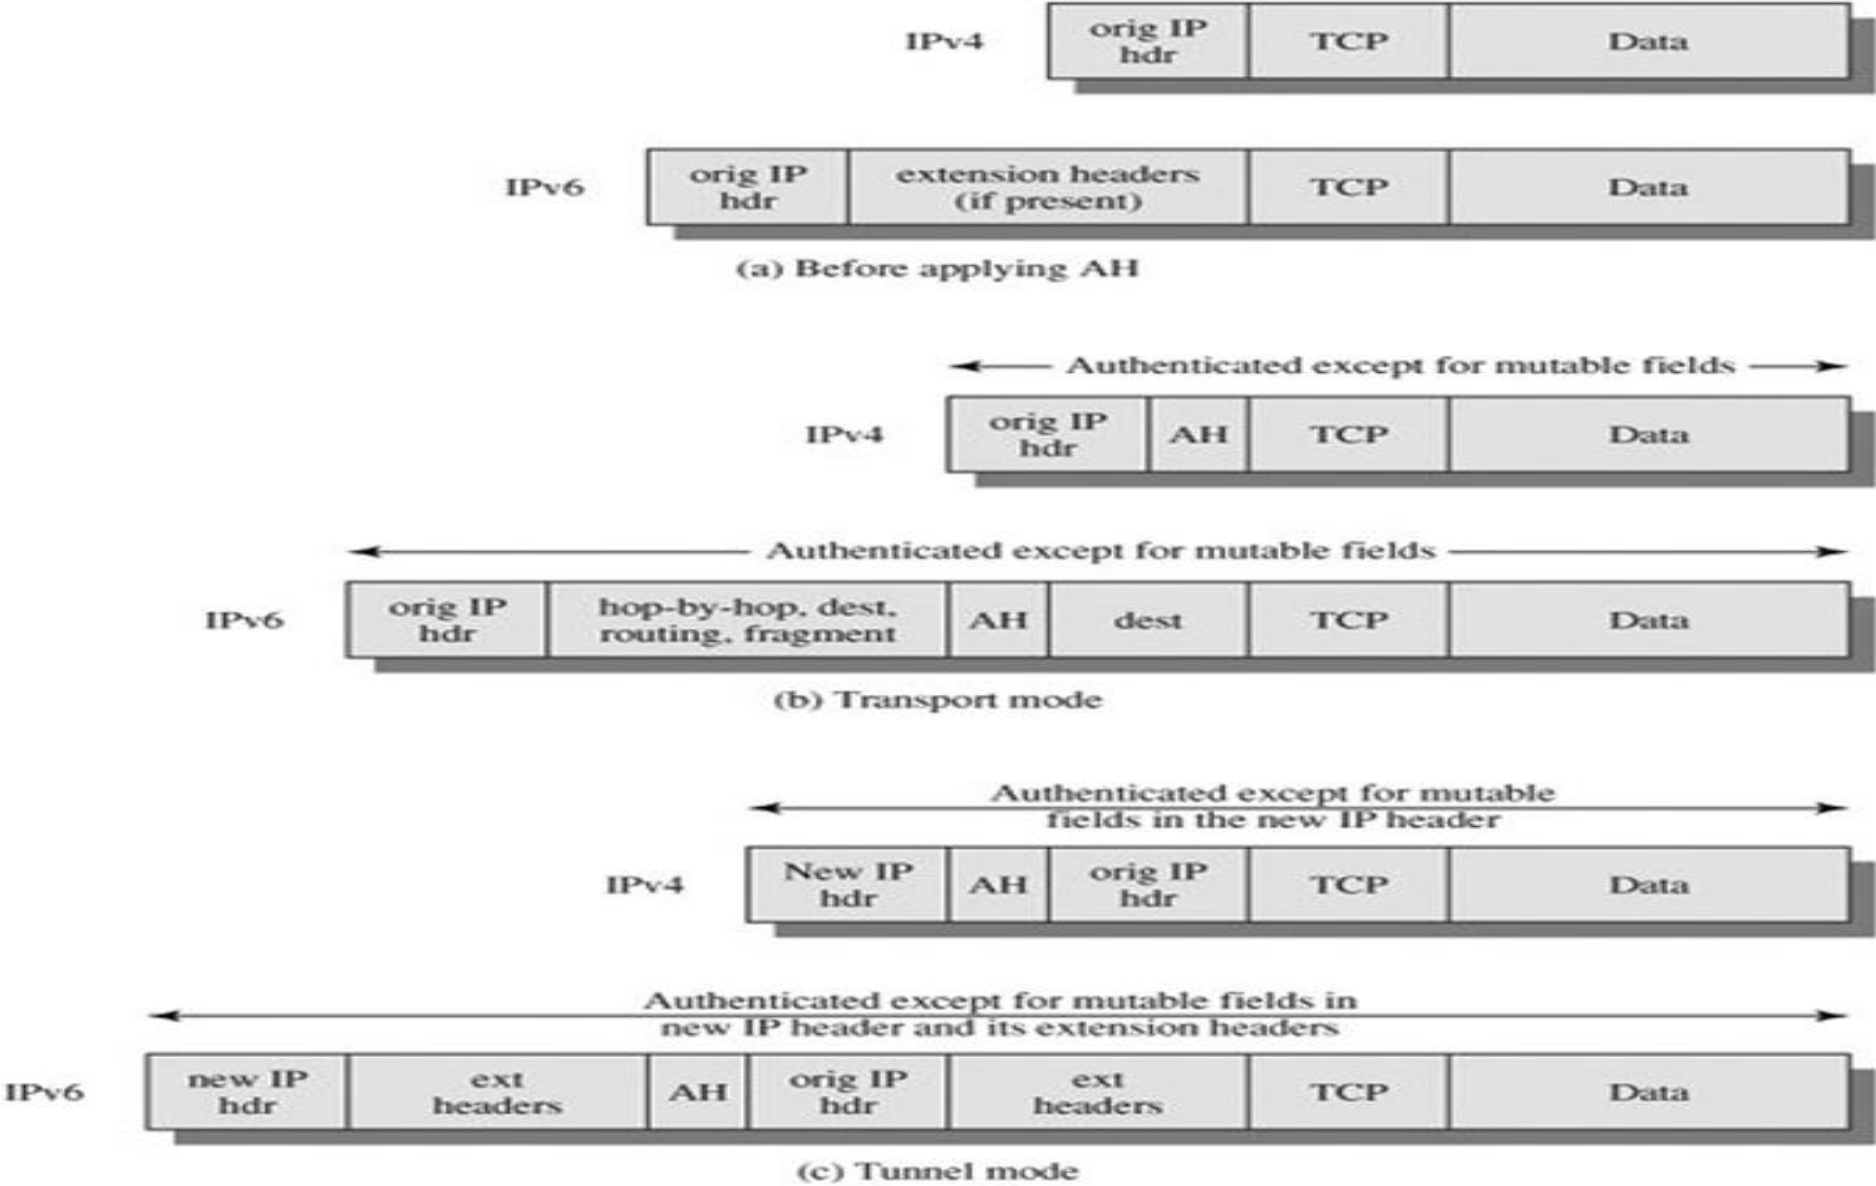 IPv4
orig IP
hdr
TCP
Data
IPv6
orig IP
hdr
extension headers
(if present)
TCP
Data
(a) Before applying AH
Authenticated except for mutable fields
IPv4
orig IP
hdr
AH
TCP
Data
Authenticated except for mutable fields
IPv6
orig IP
hdr
hop-by-hop, dest,
routing, fragment
AH
dest
TCP
Data
(b) Transport mode
Authenticated except for mutable
fields in the new IP header
IPv4
New IP
hdr
AH
orig IP
hdr
TCP
Data
Authenticated except for mutable fields in
new IP header and its extension headers
IPv6
new IP
hdr
ext
headers
AH
orig IP
hdr
ext
headers
TCP
Data
(c) Tunnel mode